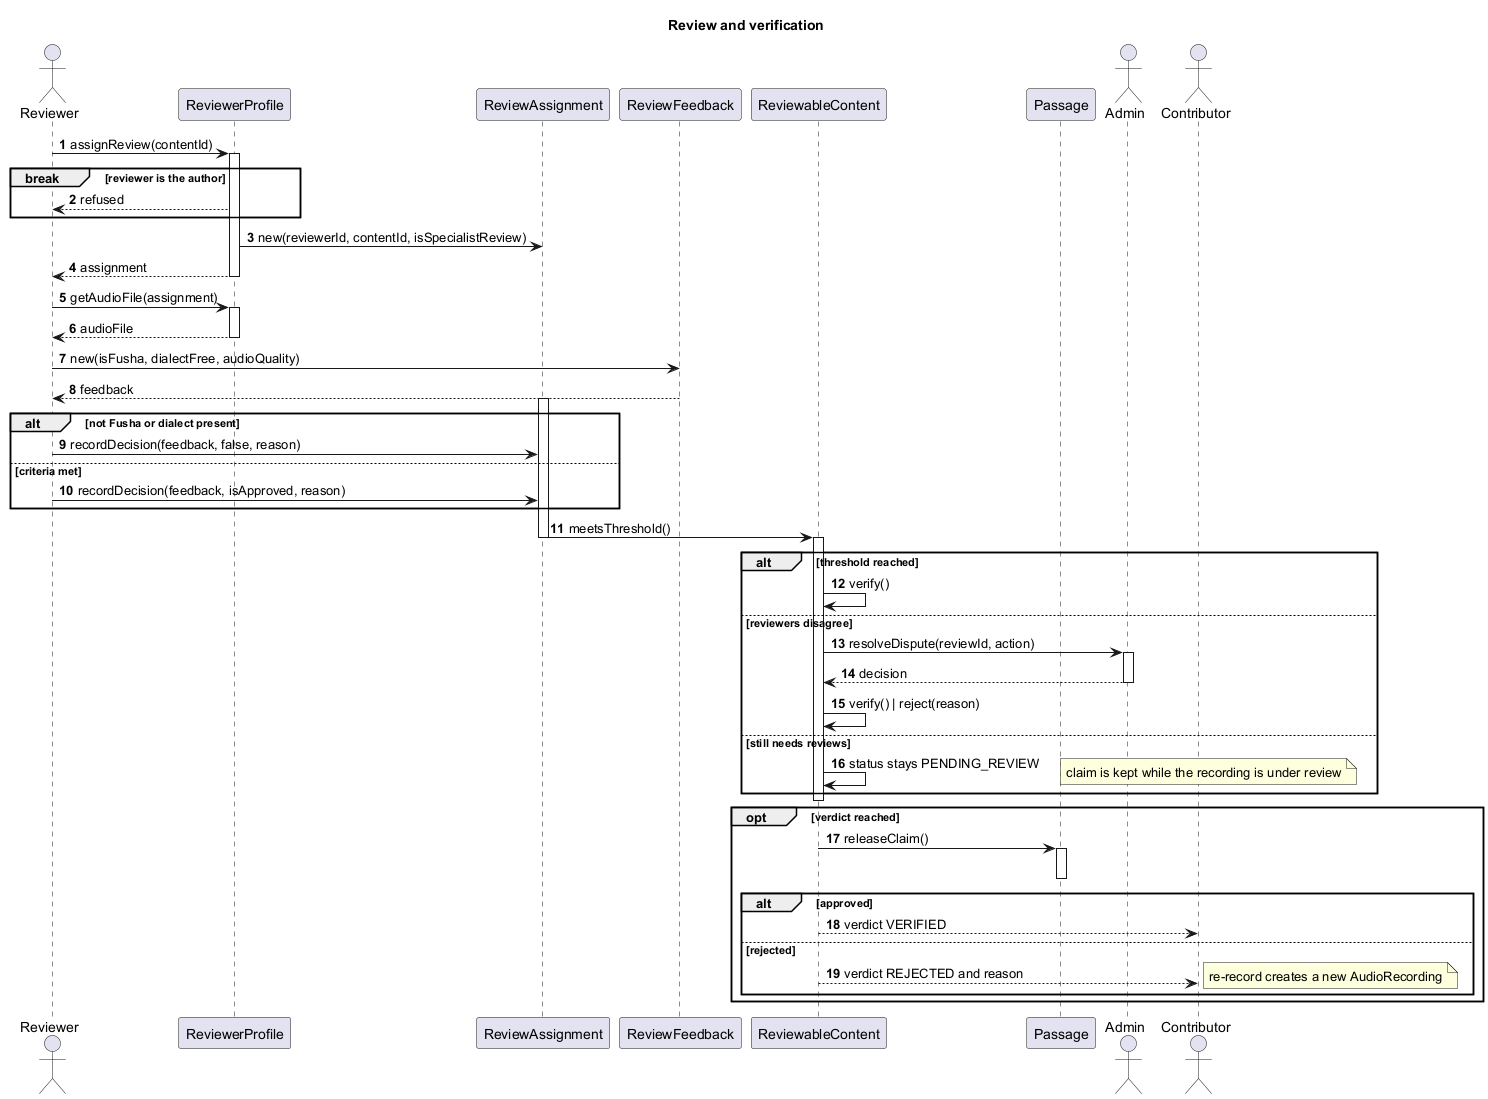 Review and verification
Reviewer
ReviewerProfile
ReviewAssignment
ReviewFeedback
ReviewableContent
Passage
Admin
Contributor
1 assignReview(contentId)
break [reviewer is the author]
2 refused
3 new(reviewerId, contentId, isSpecialistReview)
4 assignment
5 getAudioFile(assignment)
6 audioFile
7 new(isFusha, dialectFree, audioQuality)
8 feedback
alt [not Fusha or dialect present]
9 recordDecision(feedback, false, reason)
[criteria met]
10 recordDecision(feedback, isApproved, reason)
11 meetsThreshold()
alt [threshold reached]
12 verify()
[reviewers disagree]
13 resolveDispute(reviewId, action)
14 decision
15 verify() | reject(reason)
[still needs reviews]
16 status stays PENDING_REVIEW
claim is kept while the recording is under review
opt [verdict reached]
17 releaseClaim()
alt [approved]
18 verdict VERIFIED
[rejected]
19 verdict REJECTED and reason
re-record creates a new AudioRecording
Reviewer
ReviewerProfile
ReviewAssignment
ReviewFeedback
ReviewableContent
Passage
Admin
Contributor